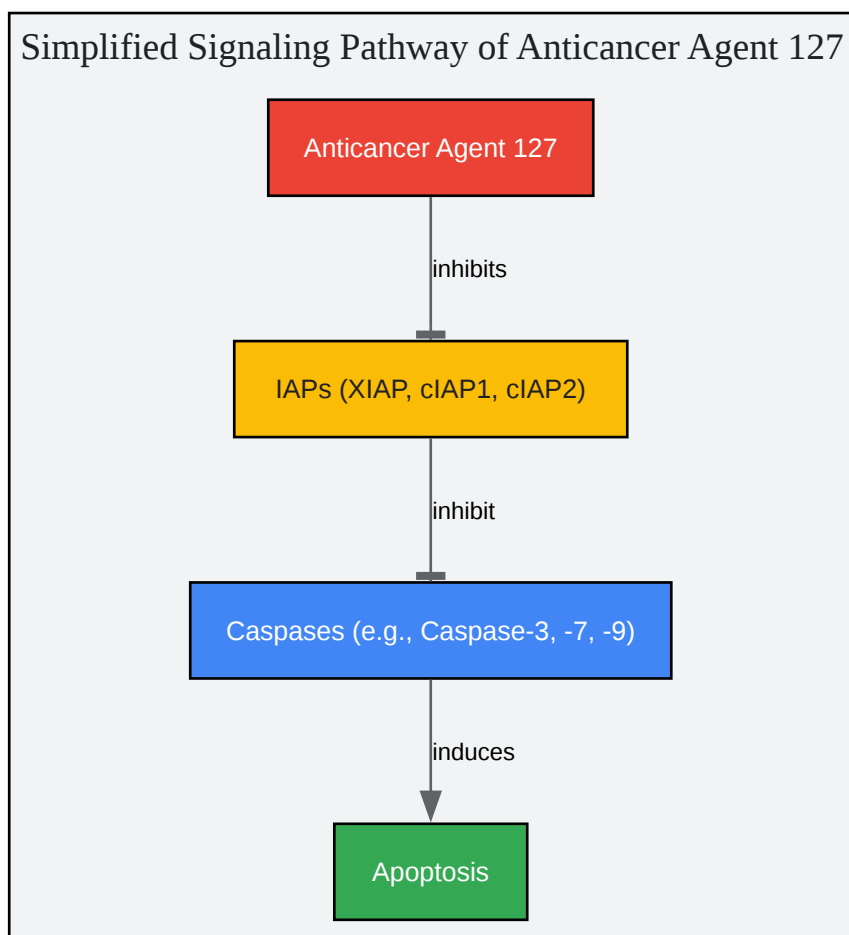 Simplified Signaling Pathway of Anticancer Agent 127
Anticancer Agent 127
inhibits
IAPs (XIAP, cIAP1, cIAP2)
inhibit
Caspases (e.g., Caspase-3, -7, -9)
induces
Apoptosis